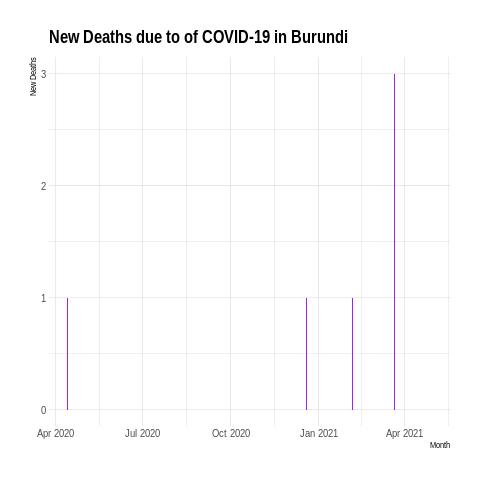 New Deaths due to of COVID-19 in Burundi
New Deaths
3
2
1
0
Apr 2020 Jul 2020 Oct 2020 Jan 2021 Apr 2021
Month